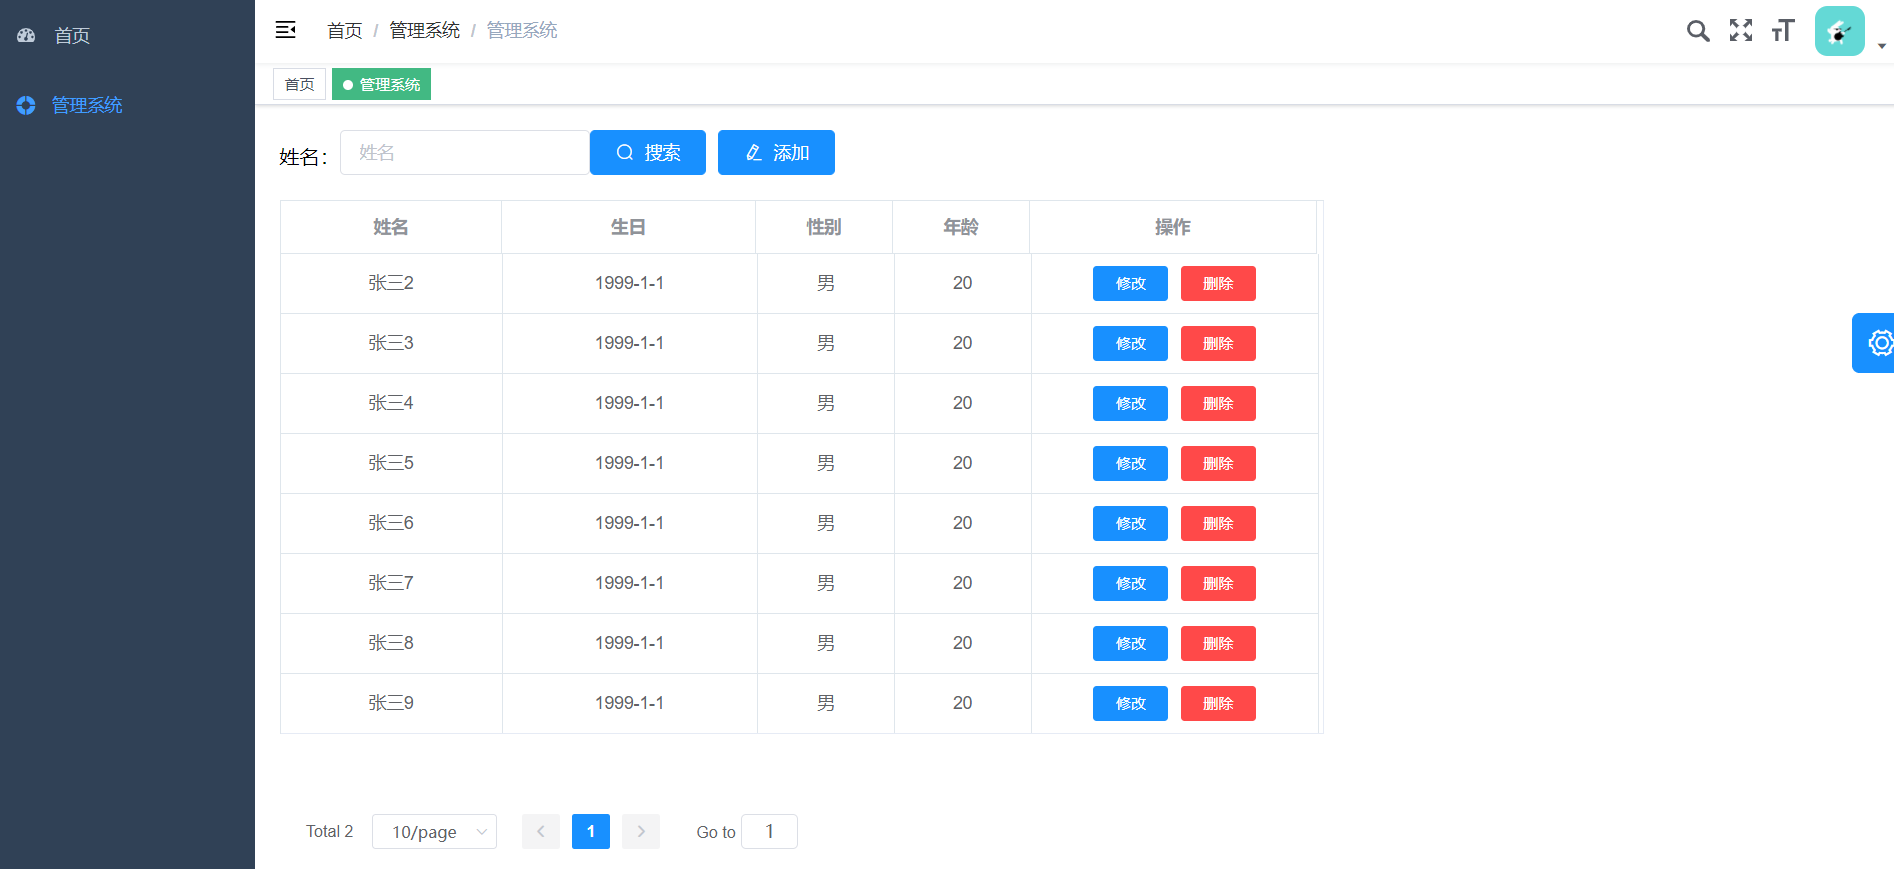 首页
管理系统
首页 / 管理系统 / 管理系统
首页 管理系统
姓名： 姓名 搜索 添加
姓名 生日 性别 年龄 操作
张三2 1999-1-1 男 20 修改 删除
张三3 1999-1-1 男 20 修改 删除
张三4 1999-1-1 男 20 修改 删除
张三5 1999-1-1 男 20 修改 删除
张三6 1999-1-1 男 20 修改 删除
张三7 1999-1-1 男 20 修改 删除
张三8 1999-1-1 男 20 修改 删除
张三9 1999-1-1 男 20 修改 删除
Total 2 10/page 1 Go to 1